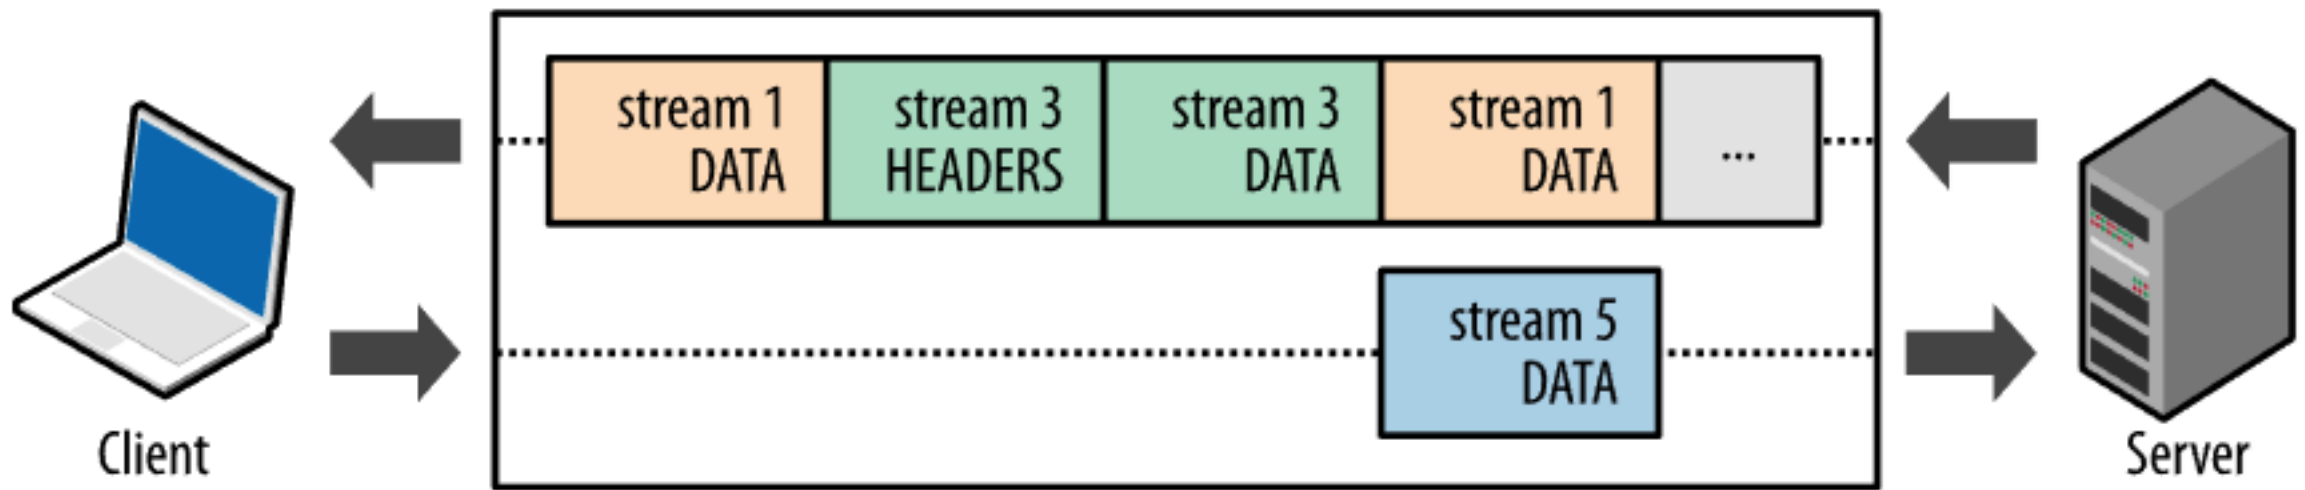 stream 1
DATA
stream 3
HEADERS
stream 3
DATA
stream 1
DATA
...
stream 5
DATA
Client
Server